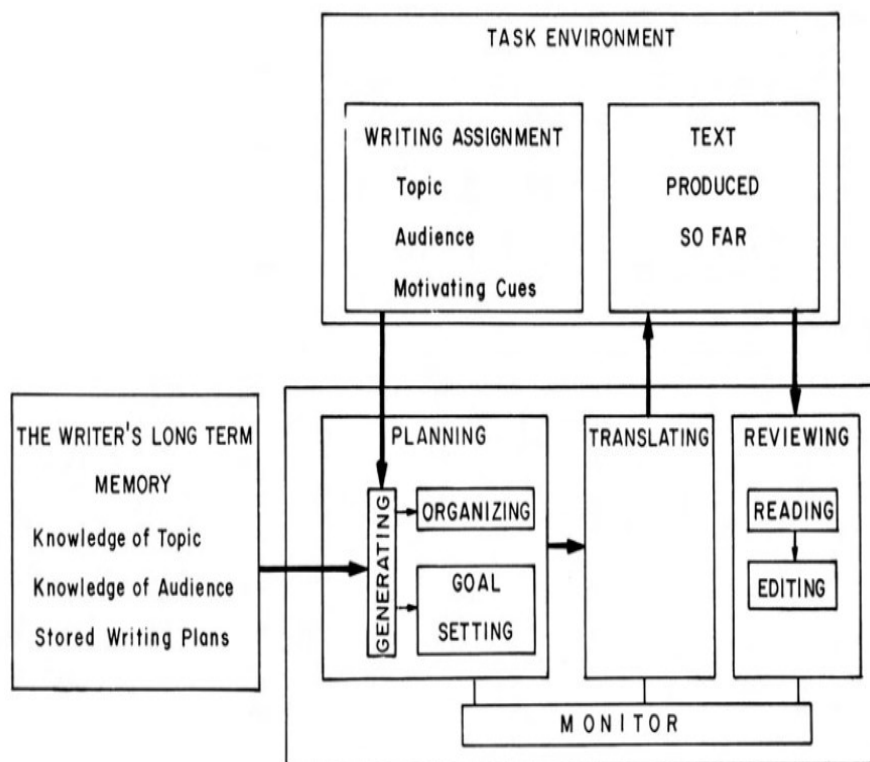 TASK ENVIRONMENT
WRITING ASSIGNMENT
Topic
Audience
Motivating Cues
TEXT
PRODUCED
SO FAR
THE WRITER'S LONG TERM
MEMORY
Knowledge of Topic
Knowledge of Audience
Stored Writing Plans
PLANNING
GENERATING
ORGANIZING
GOAL
SETTING
TRANSLATING
REVIEWING
READING
EDITING
MONITOR